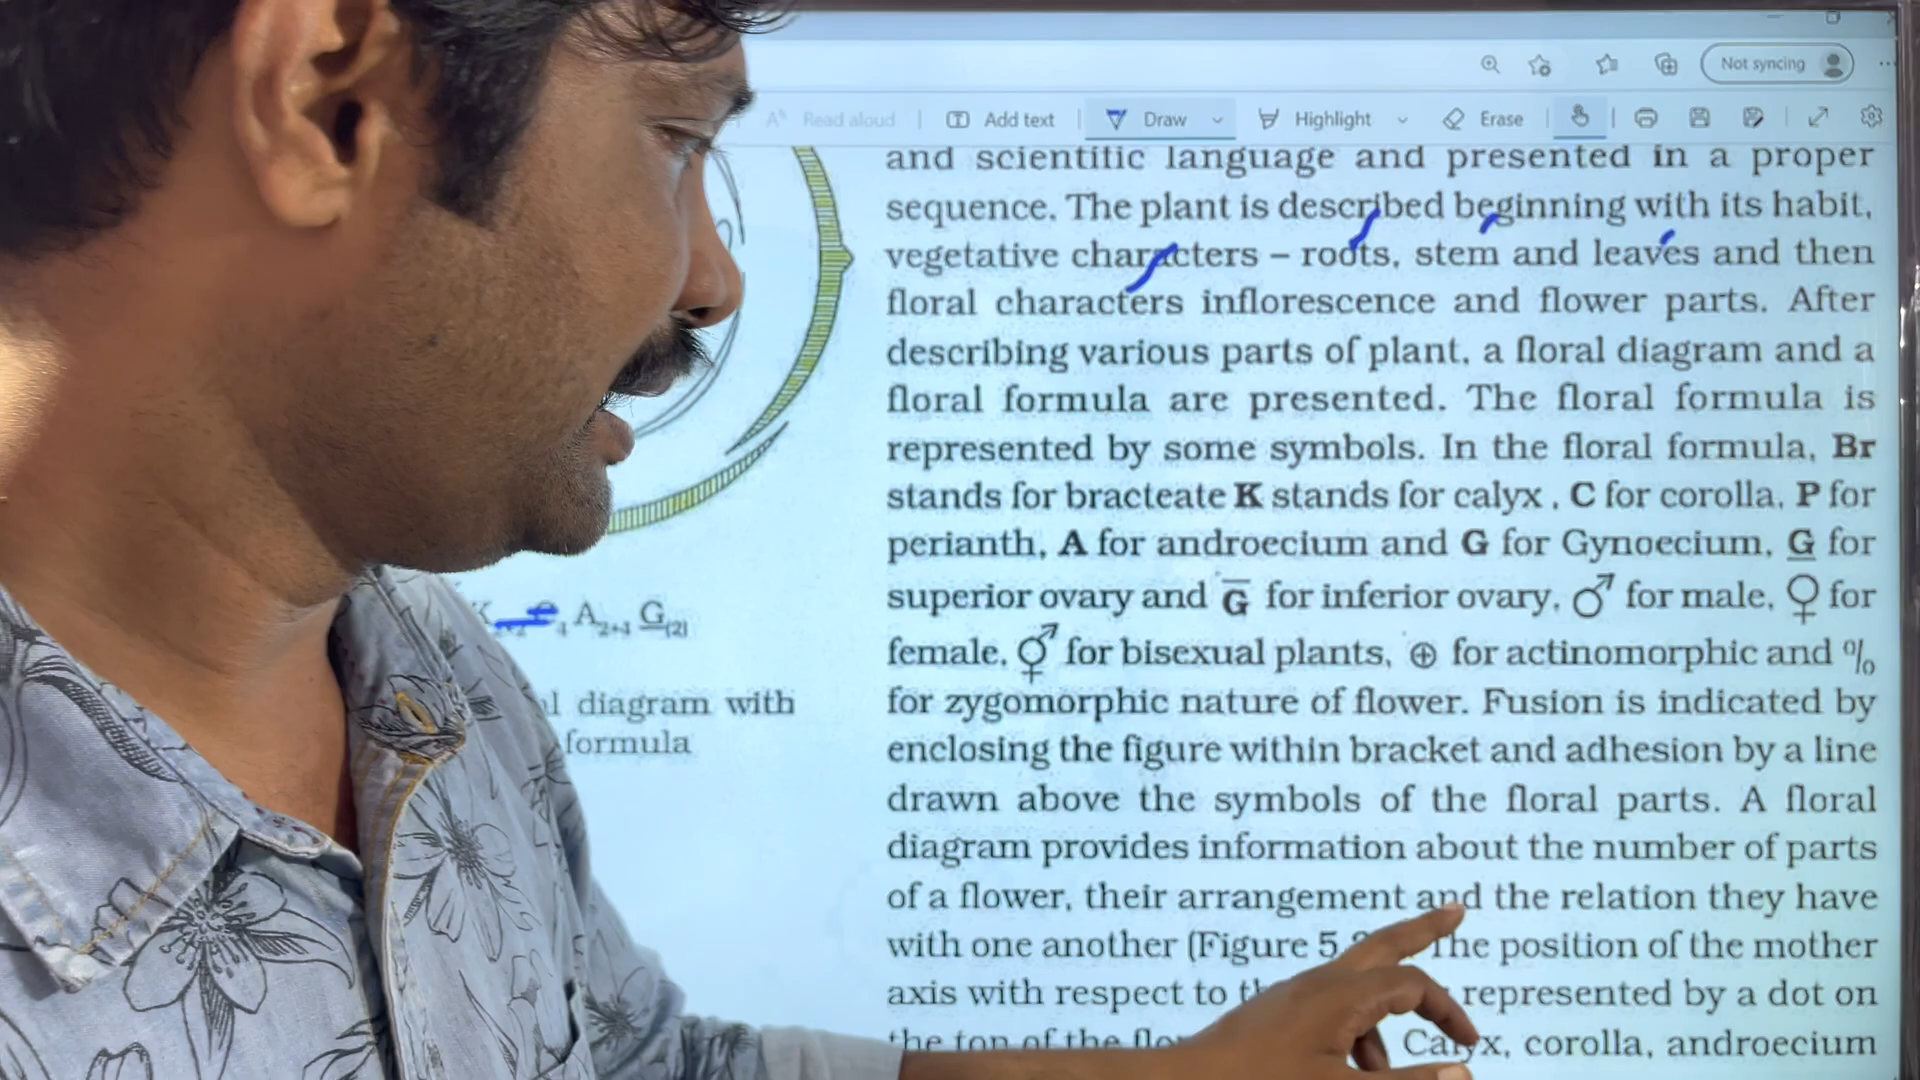 Not syncing
Read aloud Add text Draw Highlight Erase
and scientific language and presented in a proper
sequence. The plant is described beginning with its habit,
vegetative characters – roots, stem and leaves and then
floral characters inflorescence and flower parts. After
describing various parts of plant, a floral diagram and a
floral formula are presented. The floral formula is
represented by some symbols. In the floral formula, Br
stands for bracteate K stands for calyx , C for corolla, P for
perianth, A for androecium and G for Gynoecium, G̲ for
superior ovary and G̅ for inferior ovary, ♂ for male, ♀ for
female, ⚥ for bisexual plants, ⊕ for actinomorphic and %
for zygomorphic nature of flower. Fusion is indicated by
enclosing the figure within bracket and adhesion by a line
drawn above the symbols of the floral parts. A floral
diagram provides information about the number of parts
of a flower, their arrangement and the relation they have
with one another (Figure 5. The position of the mother
axis with respect to represented by a dot on
the top of the Calyx, corolla, androecium
A2+4 G̲(2)
diagram with
formula